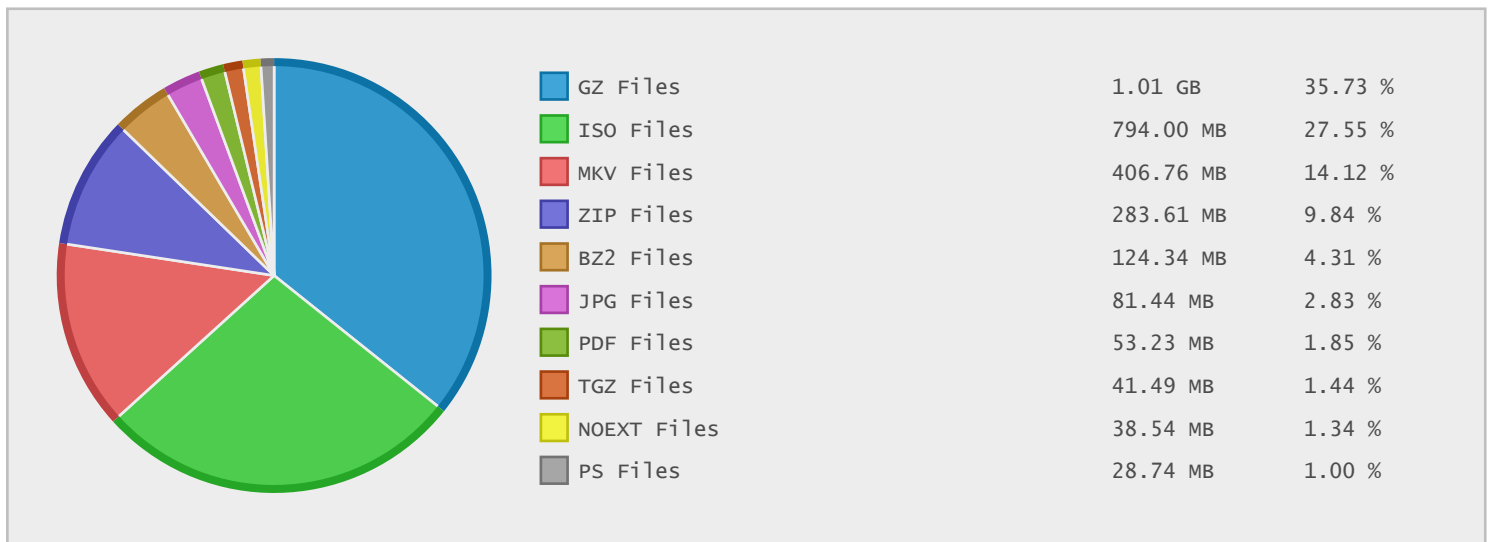 GZ Files 1.01 GB 35.73 %
ISO Files 794.00 MB 27.55 %
MKV Files 406.76 MB 14.12 %
ZIP Files 283.61 MB 9.84 %
BZ2 Files 124.34 MB 4.31 %
JPG Files 81.44 MB 2.83 %
PDF Files 53.23 MB 1.85 %
TGZ Files 41.49 MB 1.44 %
NOEXT Files 38.54 MB 1.34 %
PS Files 28.74 MB 1.00 %